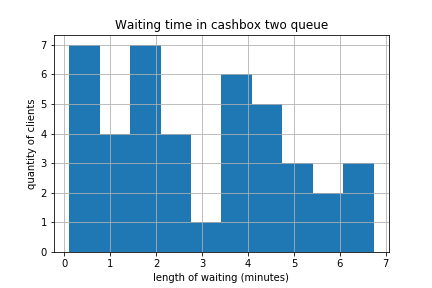 Waiting time in cashbox two queue
7
6
5
4
3
2
1
0
quantity of clients
0 1 2 3 4 5 6 7
length of waiting (minutes)